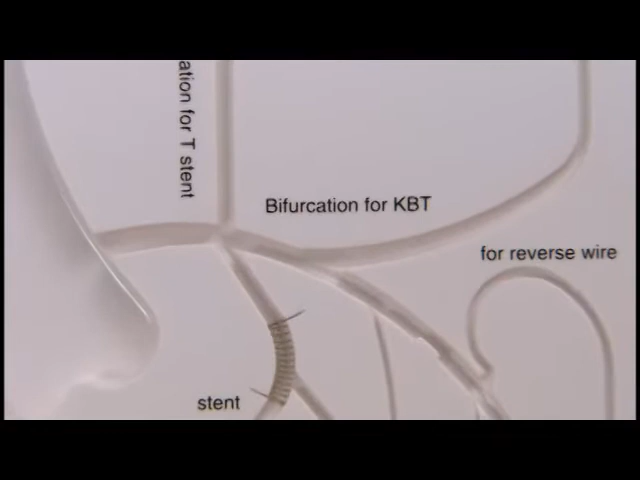 ation for T stent
Bifurcation for KBT
for reverse wire
stent